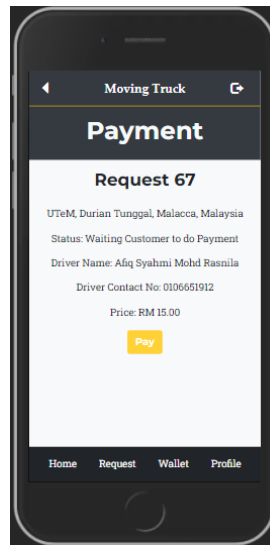 Moving Truck
Payment
Request 67
UTeM, Durian Tunggal, Malacca, Malaysia
Status: Waiting Customer to do Payment
Driver Name: Afiq Syahmi Mohd Rasnila
Driver Contact No: 0106651912
Price: RM 15.00
Pay
Home Request Wallet Profile